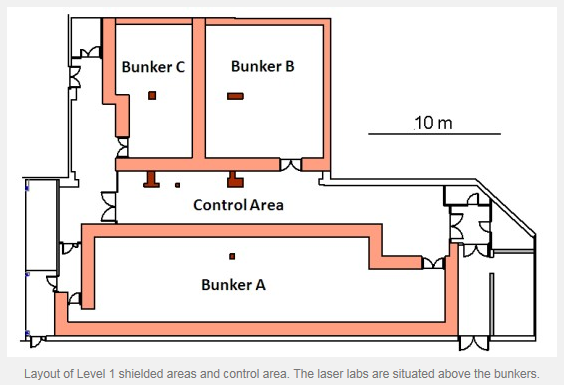 Bunker C
Bunker B
10 m
Control Area
Bunker A
Layout of Level 1 shielded areas and control area. The laser labs are situated above the bunkers.